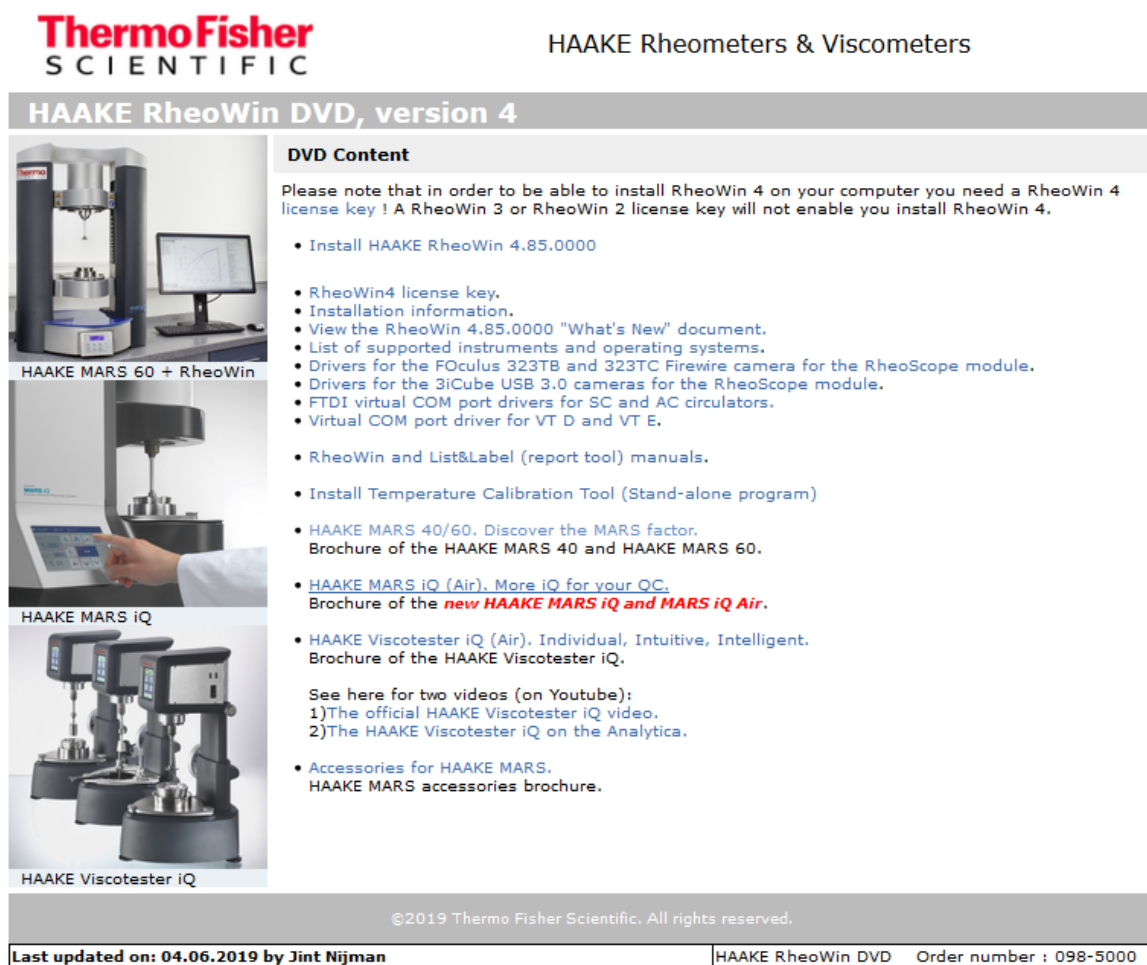 ThermoFisher
SCIENTIFIC
HAAKE Rheometers & Viscometers
HAAKE RheoWin DVD, version 4
Thermo
HAAKE MARS 60 + RheoWin
MARS iQ
HAAKE MARS iQ
HAAKE Viscotester iQ
DVD Content
Please note that in order to be able to install RheoWin 4 on your computer you need a RheoWin 4
license key ! A RheoWin 3 or RheoWin 2 license key will not enable you install RheoWin 4.
• Install HAAKE RheoWin 4.85.0000
• RheoWin4 license key.
• Installation information.
• View the RheoWin 4.85.0000 "What's New" document.
• List of supported instruments and operating systems.
• Drivers for the FOculus 323TB and 323TC Firewire camera for the RheoScope module.
• Drivers for the 3iCube USB 3.0 cameras for the RheoScope module.
• FTDI virtual COM port drivers for SC and AC circulators.
• Virtual COM port driver for VT D and VT E.
• RheoWin and List&Label (report tool) manuals.
• Install Temperature Calibration Tool (Stand-alone program)
• HAAKE MARS 40/60. Discover the MARS factor.
Brochure of the HAAKE MARS 40 and HAAKE MARS 60.
• HAAKE MARS iQ (Air). More iQ for your QC.
Brochure of the new HAAKE MARS iQ and MARS iQ Air.
• HAAKE Viscotester iQ (Air). Individual, Intuitive, Intelligent.
Brochure of the HAAKE Viscotester iQ.
See here for two videos (on Youtube):
1)The official HAAKE Viscotester iQ video.
2)The HAAKE Viscotester iQ on the Analytica.
• Accessories for HAAKE MARS.
HAAKE MARS accessories brochure.
©2019 Thermo Fisher Scientific. All rights reserved.
Last updated on: 04.06.2019 by Jint Nijman
HAAKE RheoWin DVD Order number : 098-5000